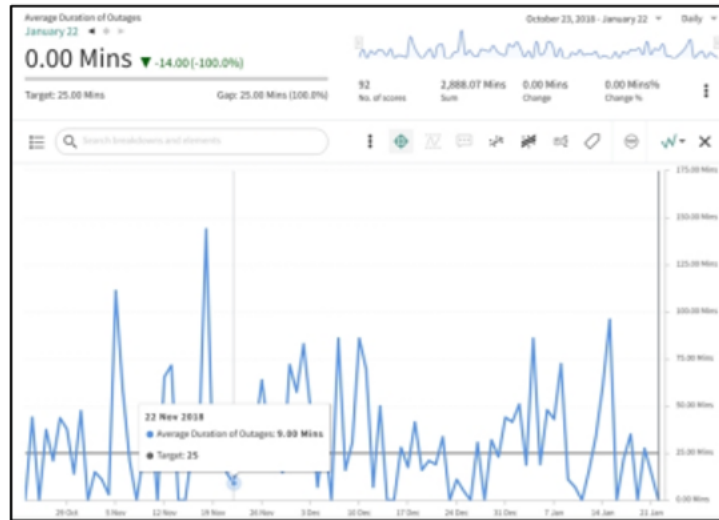 Average Duration of Outages
January 22
October 23, 2018 - January 22
Daily
0.00 Mins
-14.00 (-100.0%)
Target: 25.00 Mins
Gap: 25.00 Mins (100.0%)
92
No. of scores
2,888.07 Mins
Sum
0.00 Mins
Change
0.00 Mins%
Change %
Search breakdowns and elements
175.00 Mins
150.00 Mins
125.00 Mins
100.00 Mins
75.00 Mins
50.00 Mins
25.00 Mins
0.00 Mins
22 Nov 2018
Average Duration of Outages: 9.00 Mins
Target: 25
29 Oct
5 Nov
12 Nov
19 Nov
26 Nov
3 Dec
10 Dec
17 Dec
24 Dec
31 Dec
7 Jan
14 Jan
21 Jan